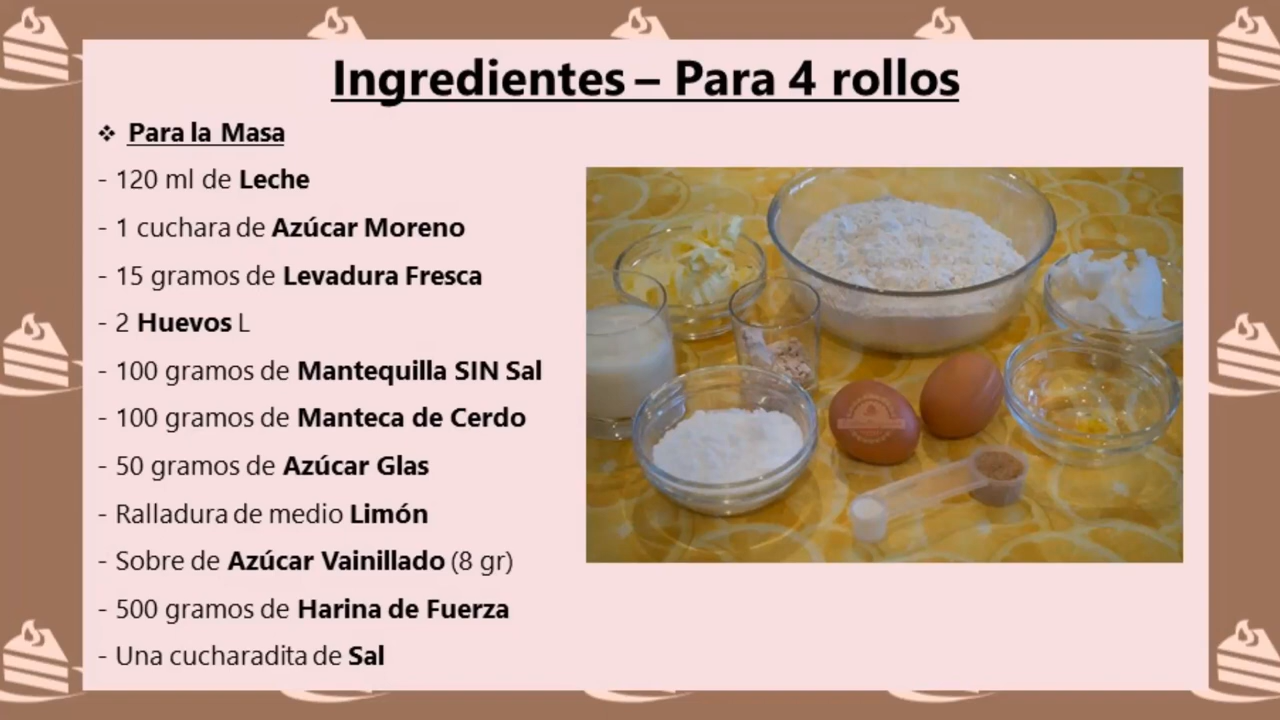 Ingredientes – Para 4 rollos
❖ Para la Masa
- 120 ml de Leche
- 1 cuchara de Azúcar Moreno
- 15 gramos de Levadura Fresca
- 2 Huevos L
- 100 gramos de Mantequilla SIN Sal
- 100 gramos de Manteca de Cerdo
- 50 gramos de Azúcar Glas
- Ralladura de medio Limón
- Sobre de Azúcar Vainillado (8 gr)
- 500 gramos de Harina de Fuerza
- Una cucharadita de Sal